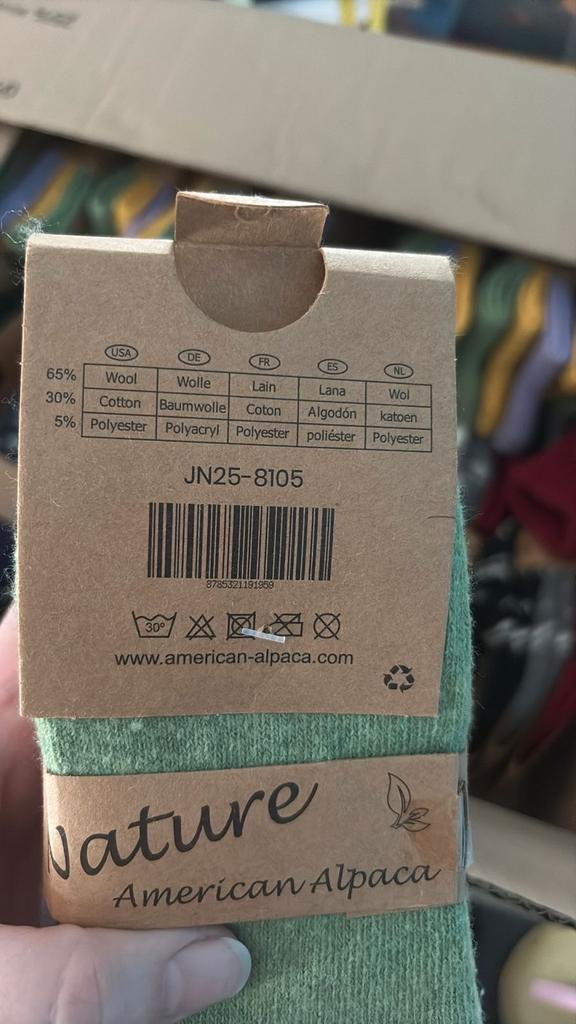 USA DE FR ES NL
65% Wool Wolle Lain Lana Wol
30% Cotton Baumwolle Coton Algodón katoen
5% Polyester Polyacryl Polyester poliéster Polyester
JN25-8105
8785321191959
30°
www.american-alpaca.com
Nature
American Alpaca